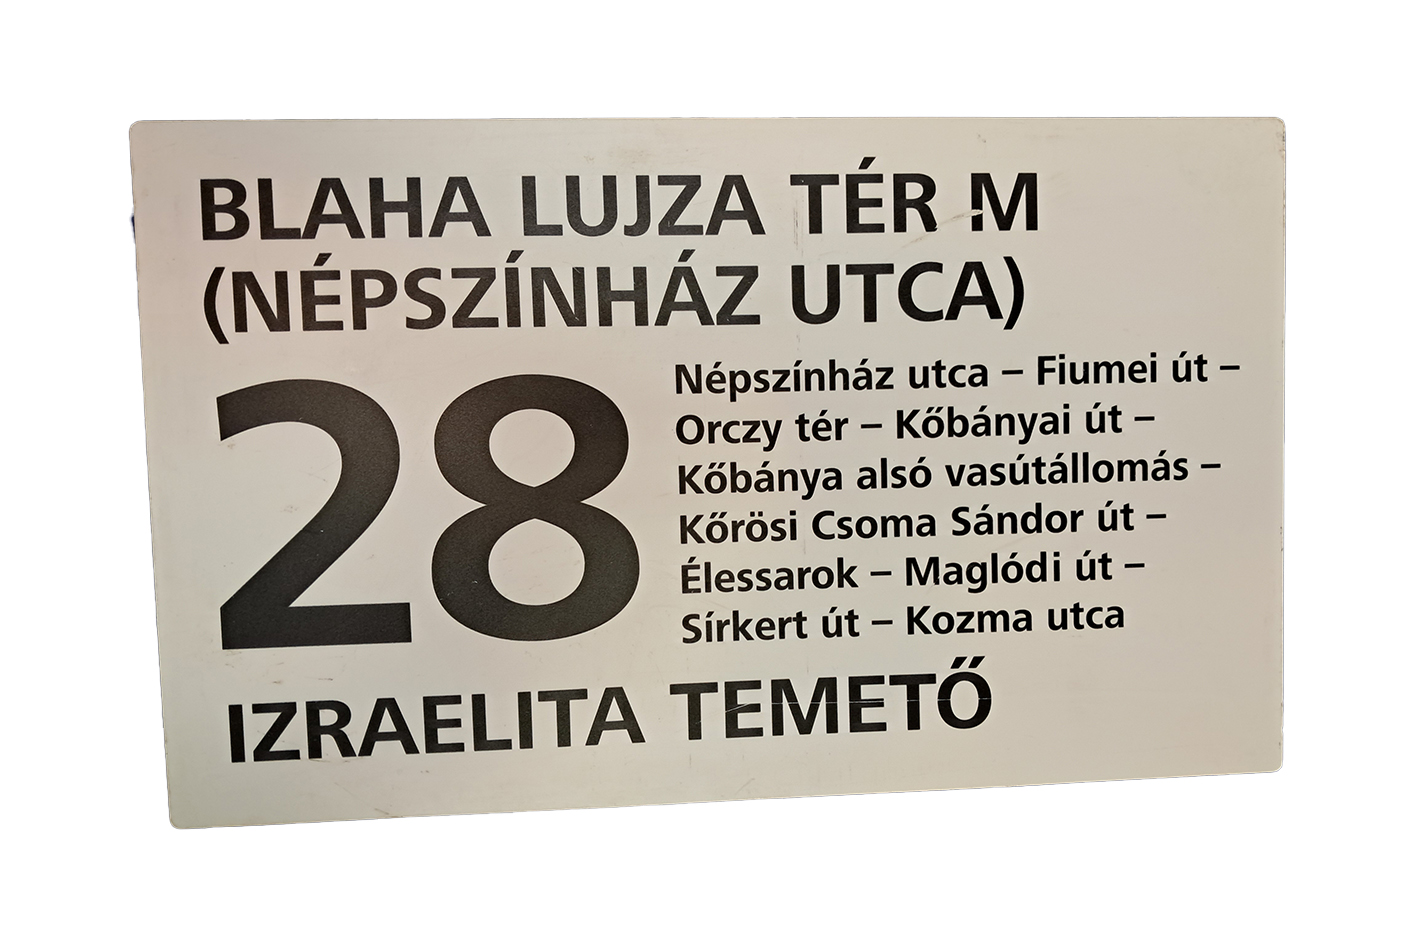 BLAHA LUJZA TÉR M
(NÉPSZÍNHÁZ UTCA)
28
Népszínház utca – Fiumei út –
Orczy tér – Kőbányai út –
Kőbánya alsó vasútállomás –
Kőrösi Csoma Sándor út –
Élessarok – Maglódi út –
Sírkert út – Kozma utca
IZRAELITA TEMETŐ